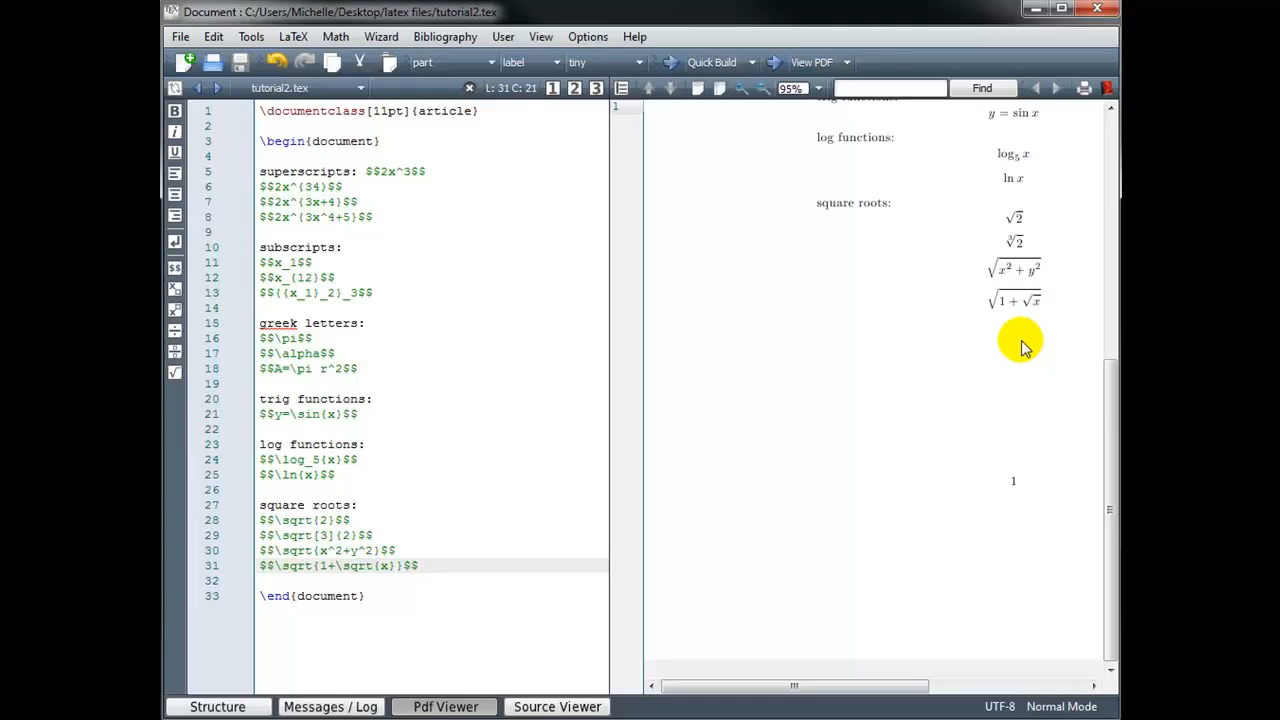 Document : C:/Users/Michelle/Desktop/latex files/tutorial2.tex
File Edit Tools LaTeX Math Wizard Bibliography User View Options Help
part label tiny Quick Build View PDF
tutorial2.tex L: 31 C: 21 1 2 3 95% Find
1 \documentclass[11pt]{article}
2
3 \begin{document}
4
5 superscripts: $$2x^3$$
6 $$2x^{34}$$
7 $$2x^{3x+4}$$
8 $$2x^{3x^4+5}$$
9
10 subscripts:
11 $$x_1$$
12 $$x_{12}$$
13 $${{x_1}_2}_3$$
14
15 greek letters:
16 $$\pi$$
17 $$\alpha$$
18 $$A=\pi r^2$$
19
20 trig functions:
21 $$y=\sin{x}$$
22
23 log functions:
24 $$\log_5{x}$$
25 $$\ln{x}$$
26
27 square roots:
28 $$\sqrt{2}$$
29 $$\sqrt[3]{2}$$
30 $$\sqrt{x^2+y^2}$$
31 $$\sqrt{1+\sqrt{x}}$$
32
33 \end{document}
1
y = sin x
log functions:
log₅ x
ln x
square roots:
√2
∛2
√(x² + y²)
√(1 + √x)
1
Structure Messages / Log Pdf Viewer Source Viewer UTF-8 Normal Mode